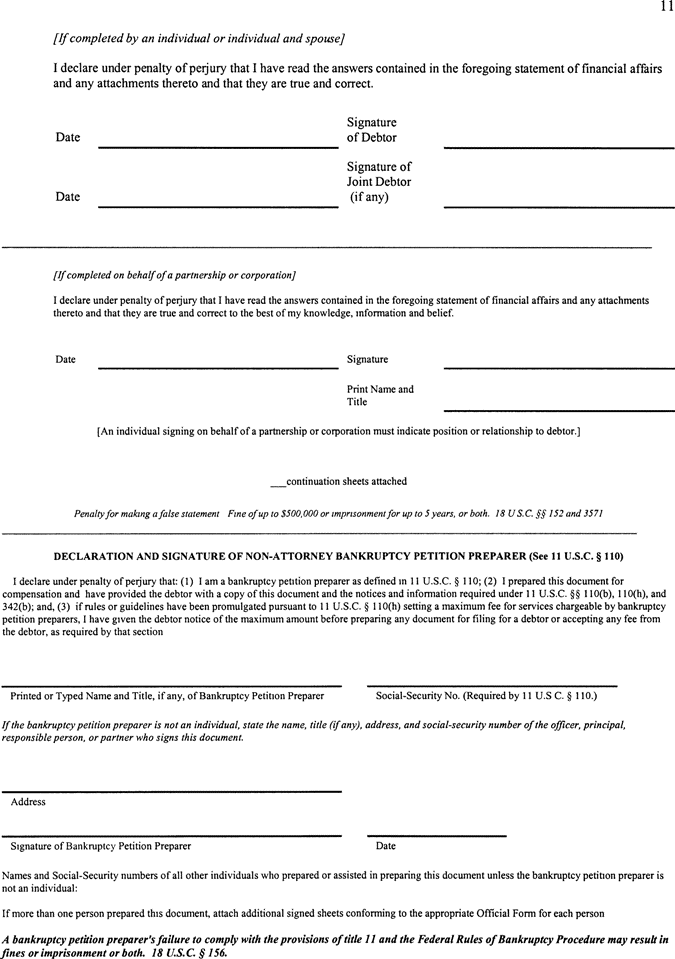 11
[If completed by an individual or individual and spouse]
I declare under penalty of perjury that I have read the answers contained in the foregoing statement of financial affairs
and any attachments thereto and that they are true and correct.
Signature
Date of Debtor
Signature of
Joint Debtor
Date (if any)
[If completed on behalf of a partnership or corporation]
I declare under penalty of perjury that I have read the answers contained in the foregoing statement of financial affairs and any attachments
thereto and that they are true and correct to the best of my knowledge, information and belief.
Date Signature
Print Name and
Title
[An individual signing on behalf of a partnership or corporation must indicate position or relationship to debtor.]
___continuation sheets attached
Penalty for making a false statement Fine of up to $500,000 or imprisonment for up to 5 years, or both. 18 U S.C. §§ 152 and 3571
DECLARATION AND SIGNATURE OF NON-ATTORNEY BANKRUPTCY PETITION PREPARER (See 11 U.S.C. § 110)
I declare under penalty of perjury that: (1) I am a bankruptcy petition preparer as defined in 11 U.S.C. § 110; (2) I prepared this document for
compensation and have provided the debtor with a copy of this document and the notices and information required under 11 U.S.C. §§ 110(b), 110(h), and
342(b); and, (3) if rules or guidelines have been promulgated pursuant to 11 U.S.C. § 110(h) setting a maximum fee for services chargeable by bankruptcy
petition preparers, I have given the debtor notice of the maximum amount before preparing any document for filing for a debtor or accepting any fee from
the debtor, as required by that section
Printed or Typed Name and Title, if any, of Bankruptcy Petition Preparer Social-Security No. (Required by 11 U.S C. § 110.)
If the bankruptcy petition preparer is not an individual, state the name, title (if any), address, and social-security number of the officer, principal,
responsible person, or partner who signs this document.
Address
Signature of Bankruptcy Petition Preparer Date
Names and Social-Security numbers of all other individuals who prepared or assisted in preparing this document unless the bankruptcy petition preparer is
not an individual:
If more than one person prepared this document, attach additional signed sheets conforming to the appropriate Official Form for each person
A bankruptcy petition preparer's failure to comply with the provisions of title 11 and the Federal Rules of Bankruptcy Procedure may result in
fines or imprisonment or both. 18 U.S.C. § 156.